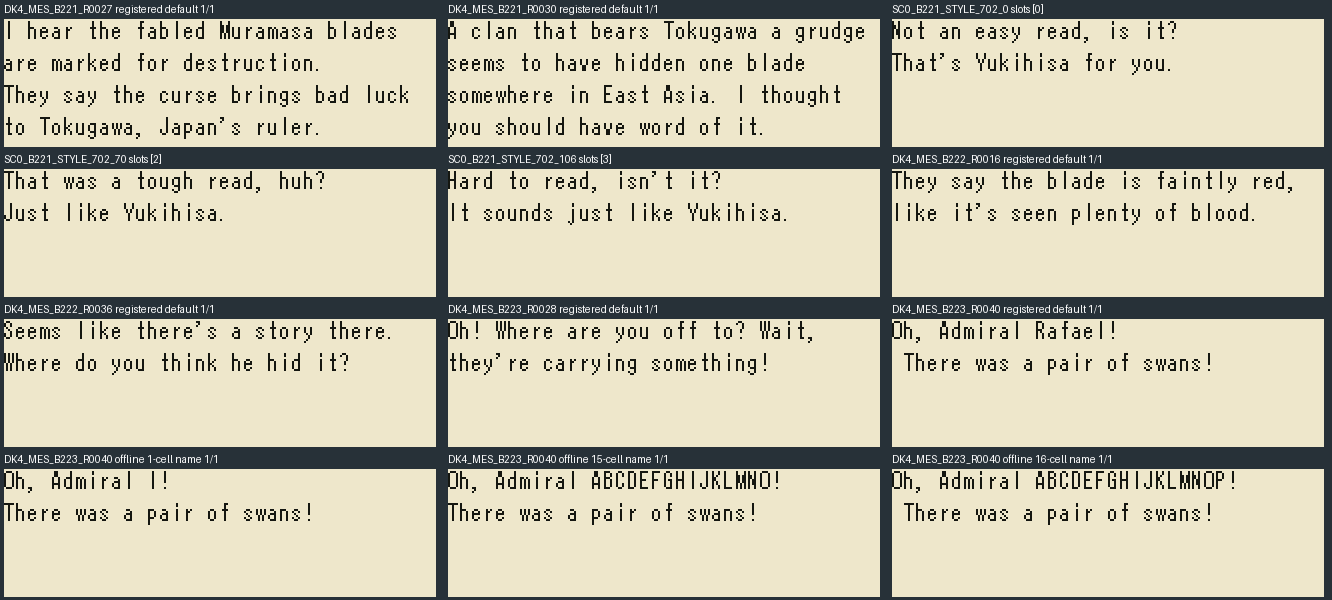 DK4_MES_B221_R0027 registered default 1/1
I hear the fabled Muramasa blades
are marked for destruction.
They say the curse brings bad luck
to Tokugawa, Japan's ruler.
DK4_MES_B221_R0030 registered default 1/1
A clan that bears Tokugawa a grudge
seems to have hidden one blade
somewhere in East Asia. I thought
you should have word of it.
SC0_B221_STYLE_702_0 slots [0]
Not an easy read, is it?
That's Yukihisa for you.
SC0_B221_STYLE_702_70 slots [2]
That was a tough read, huh?
Just like Yukihisa.
SC0_B221_STYLE_702_106 slots [3]
Hard to read, isn't it?
It sounds just like Yukihisa.
DK4_MES_B222_R0016 registered default 1/1
They say the blade is faintly red,
like it's seen plenty of blood.
DK4_MES_B222_R0036 registered default 1/1
Seems like there's a story there.
Where do you think he hid it?
DK4_MES_B223_R0028 registered default 1/1
Oh! Where are you off to? Wait,
they're carrying something!
DK4_MES_B223_R0040 registered default 1/1
Oh, Admiral Rafael!
There was a pair of swans!
DK4_MES_B223_R0040 offline 1-cell name 1/1
Oh, Admiral I!
There was a pair of swans!
DK4_MES_B223_R0040 offline 15-cell name 1/1
Oh, Admiral ABCDEFGHIJKLMNO!
There was a pair of swans!
DK4_MES_B223_R0040 offline 16-cell name 1/1
Oh, Admiral ABCDEFGHIJKLMNOP!
There was a pair of swans!